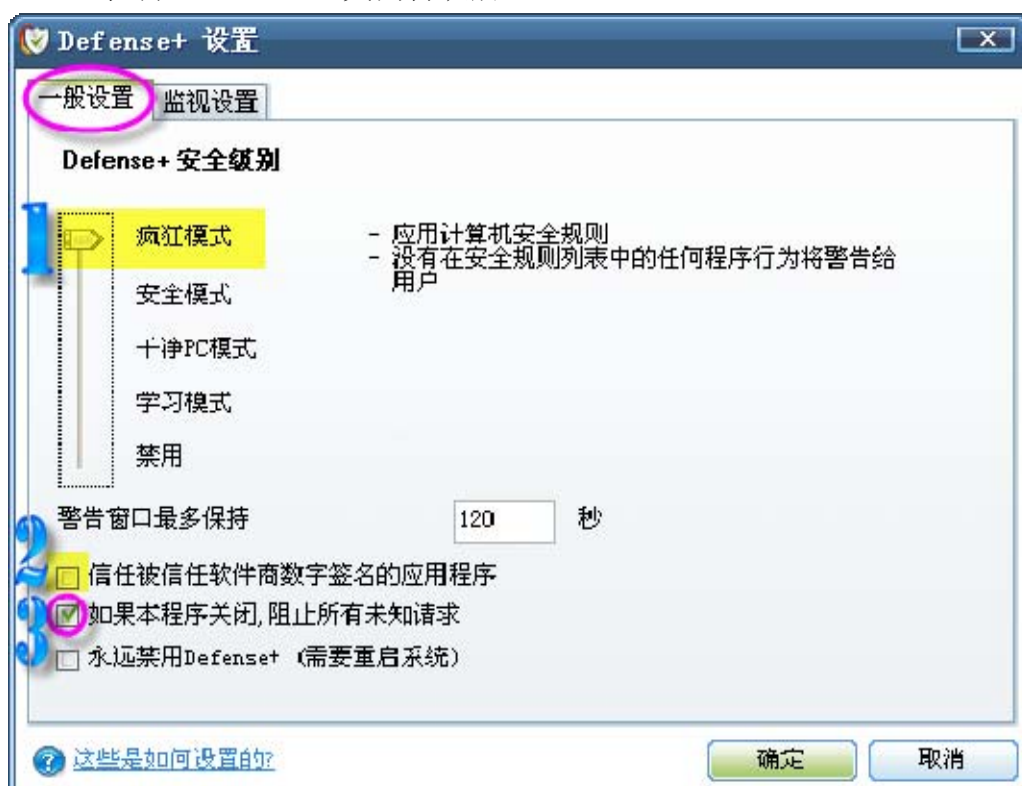 Defense+ 设置
一般设置 监视设置
Defense+ 安全级别
1
疯狂模式
- 应用计算机安全规则
- 没有在安全规则列表中的任何程序行为将警告给
用户
安全模式
干净PC模式
学习模式
禁用
警告窗口最多保持 120 秒
2
信任被信任软件商数字签名的应用程序
3
如果本程序关闭,阻止所有未知请求
永远禁用Defense+ (需要重启系统)
这些是如何设置的?
确定 取消